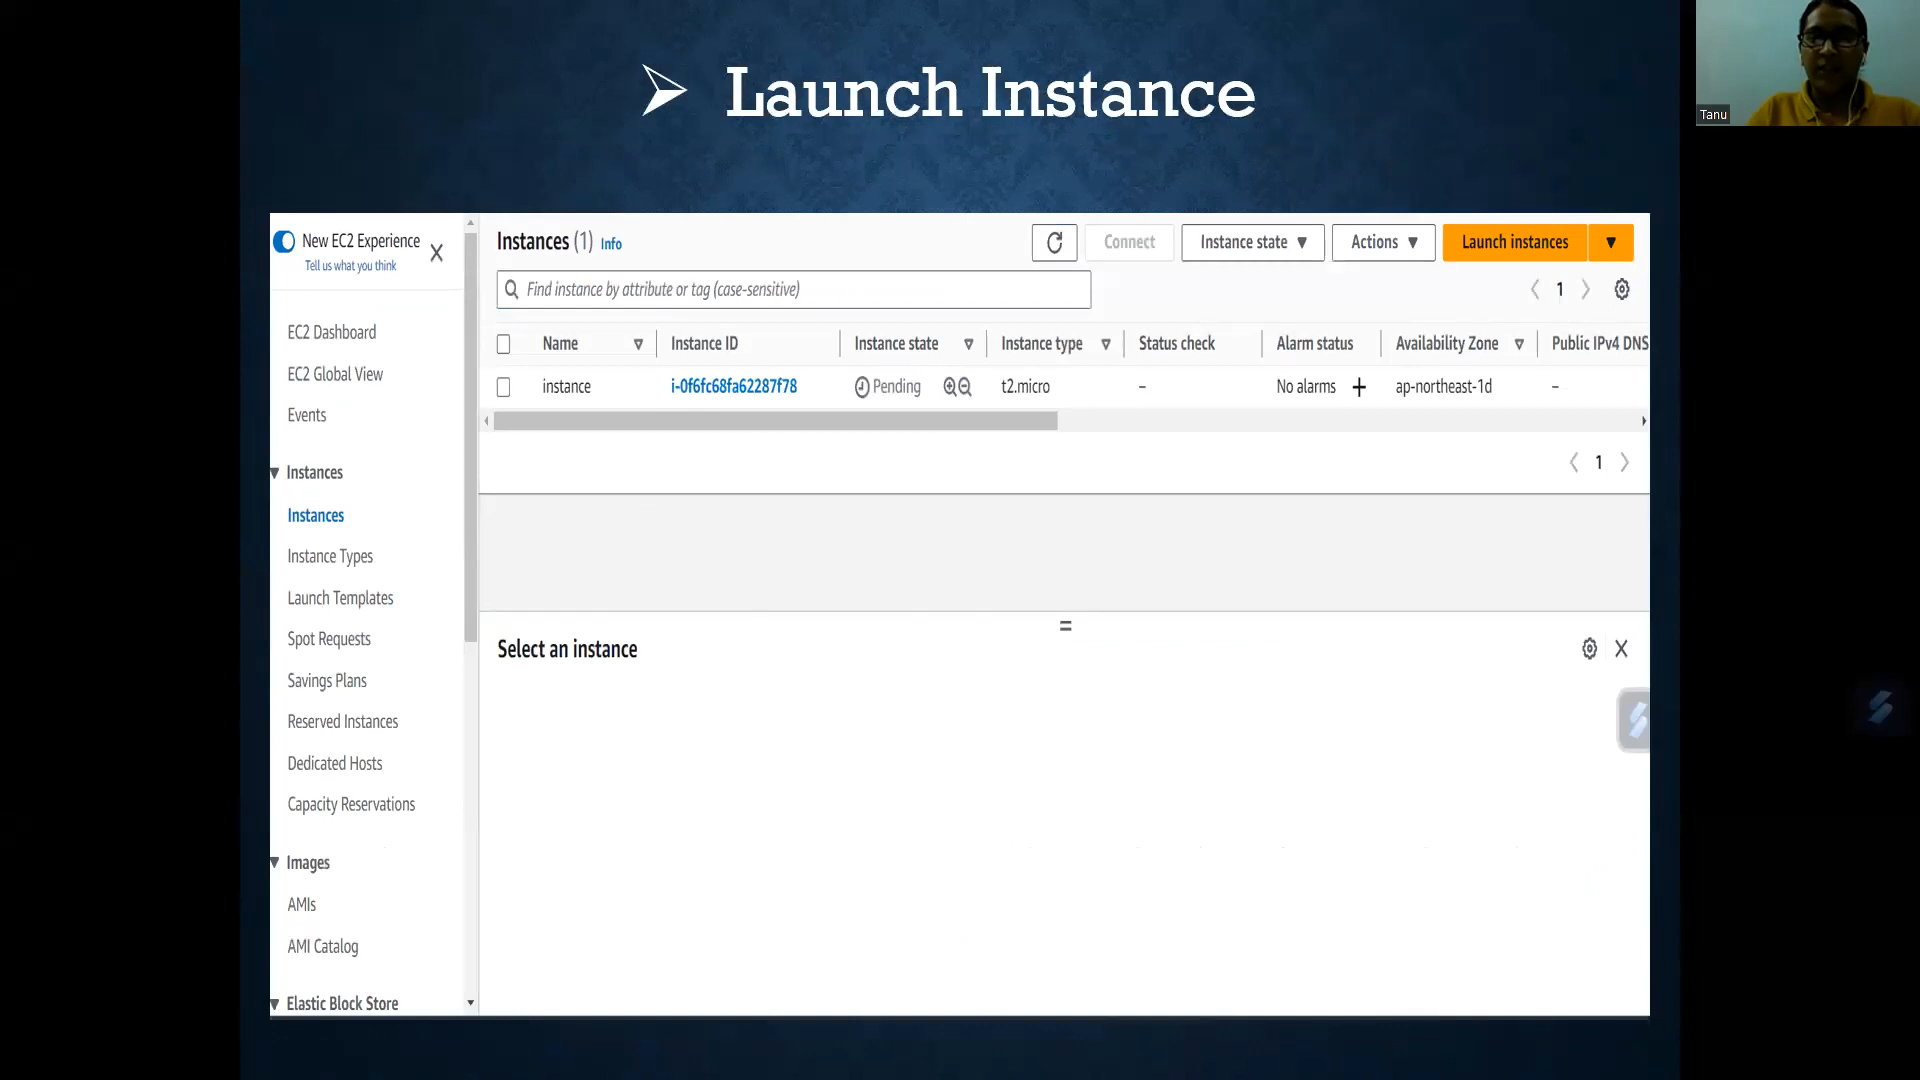 Launch Instance
Tanu
New EC2 Experience
Tell us what you think
EC2 Dashboard
EC2 Global View
Events
Instances
Instances
Instance Types
Launch Templates
Spot Requests
Savings Plans
Reserved Instances
Dedicated Hosts
Capacity Reservations
Images
AMIs
AMI Catalog
Elastic Block Store
Instances (1) Info
Connect Instance state Actions Launch instances
Find instance by attribute or tag (case-sensitive)
1
Name Instance ID Instance state Instance type Status check Alarm status Availability Zone Public IPv4 DNS
instance i-0f6fc68fa62287f78 Pending t2.micro – No alarms + ap-northeast-1d –
1
Select an instance